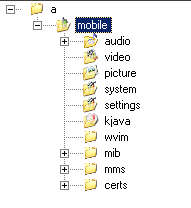 a
mobile
audio
video
picture
system
settings
kjava
wvim
mib
mms
certs